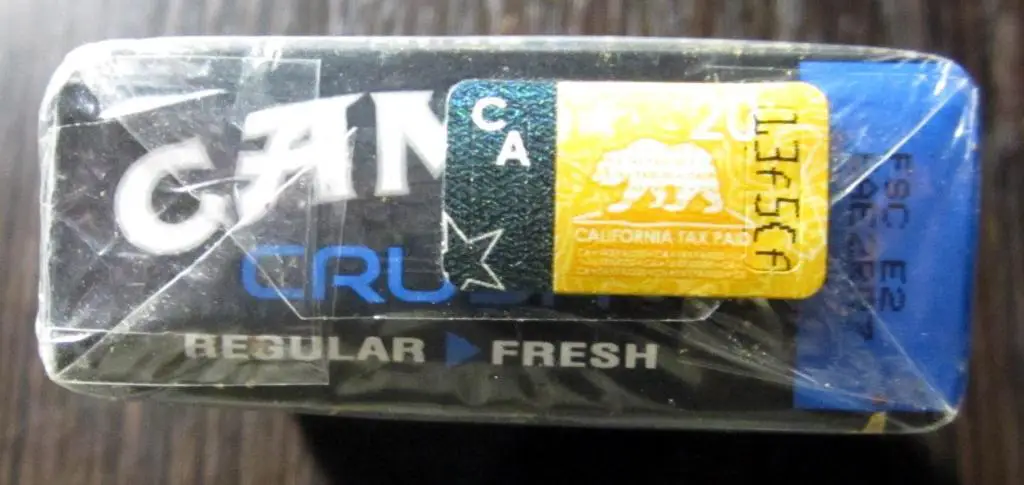 CAM
CRUSH
REGULAR FRESH
CA
20
CALIFORNIA TAX PAID
FSC E2